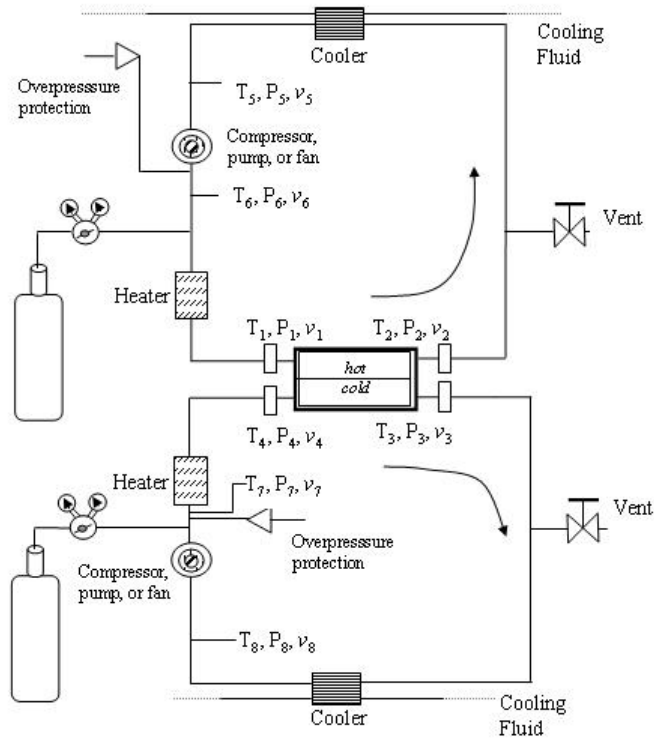 Cooling
Fluid
Cooler
Overpresssure
protection
T5, P5, v5
Compressor,
pump, or fan
T6, P6, v6
Vent
Heater
T1, P1, v1
T2, P2, v2
hot
cold
T4, P4, v4
T3, P3, v3
Heater
T7, P7, v7
Vent
Overpresssure
protection
Compressor,
pump, or fan
T8, P8, v8
Cooler
Cooling
Fluid